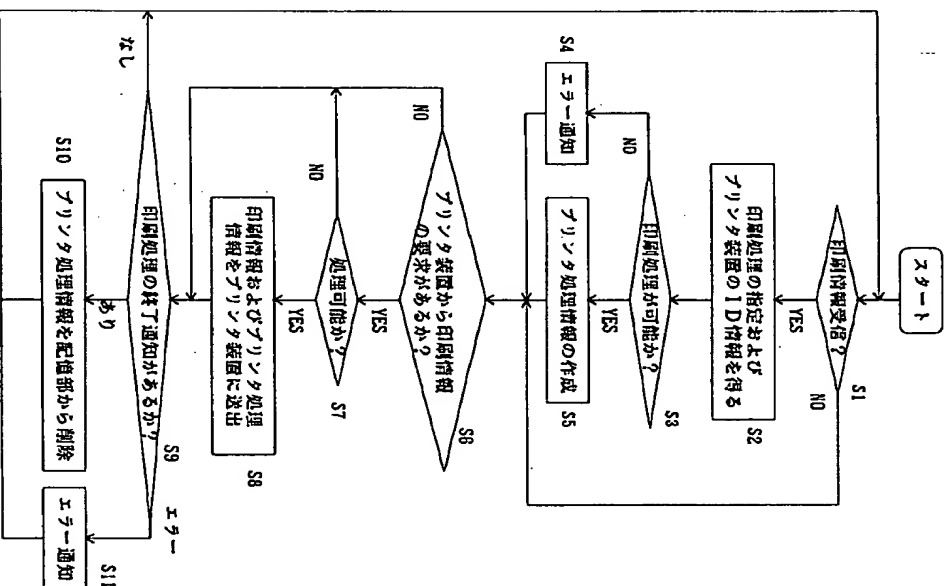 スタート
印刷情報受信?
S1
YES
NO
印刷処理の指定および
プリンタ装置のID情報を得る
S2
印刷処理が可能か?
S3
NO
YES
S4
エラー通知
プリンタ処理情報の作成
S5
プリンタ装置から印刷情報
の要求があるか?
S6
NO
YES
処理可能か?
S7
NO
YES
印刷情報およびプリンタ処理
情報をプリンタ装置に送出
S8
印刷処理の終了通知があるか?
S9
なし
あり
エラー
S10
プリンタ処理情報を記憶部から削除
エラー通知
S11